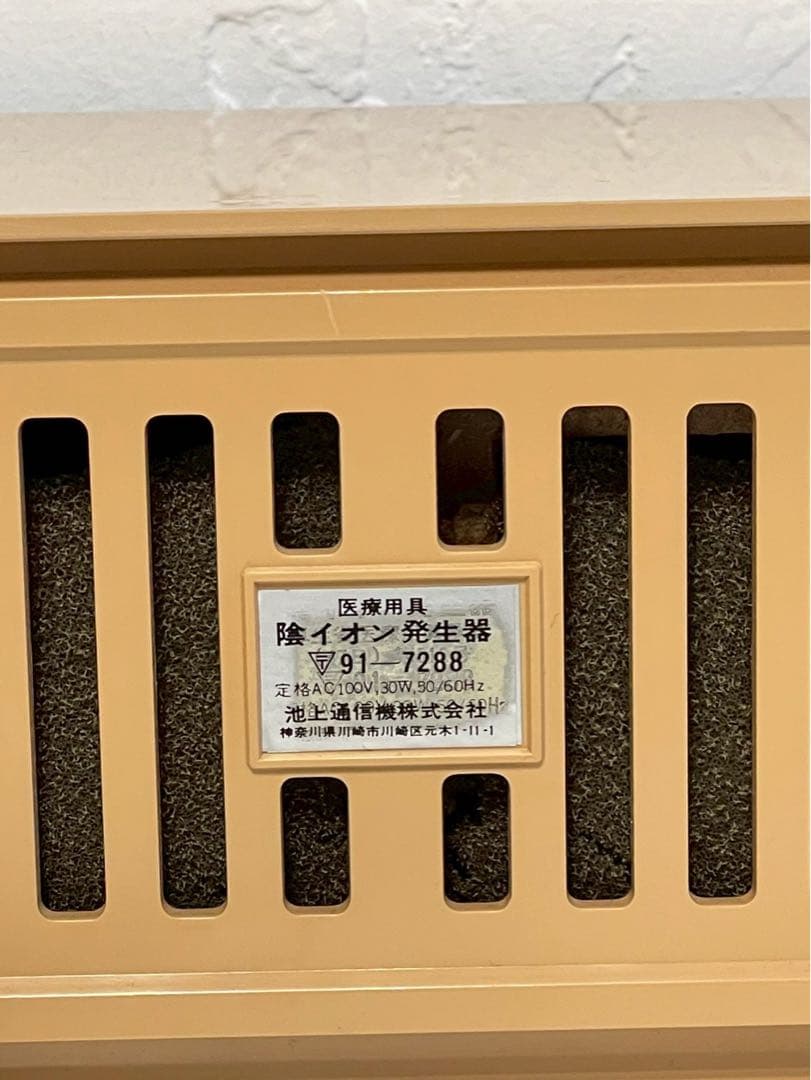 医療用具
陰イオン発生器
〒91-7288
定格AC100V,30W,50/60Hz
池上通信機株式会社
神奈川県川崎市川崎区元木1-11-1